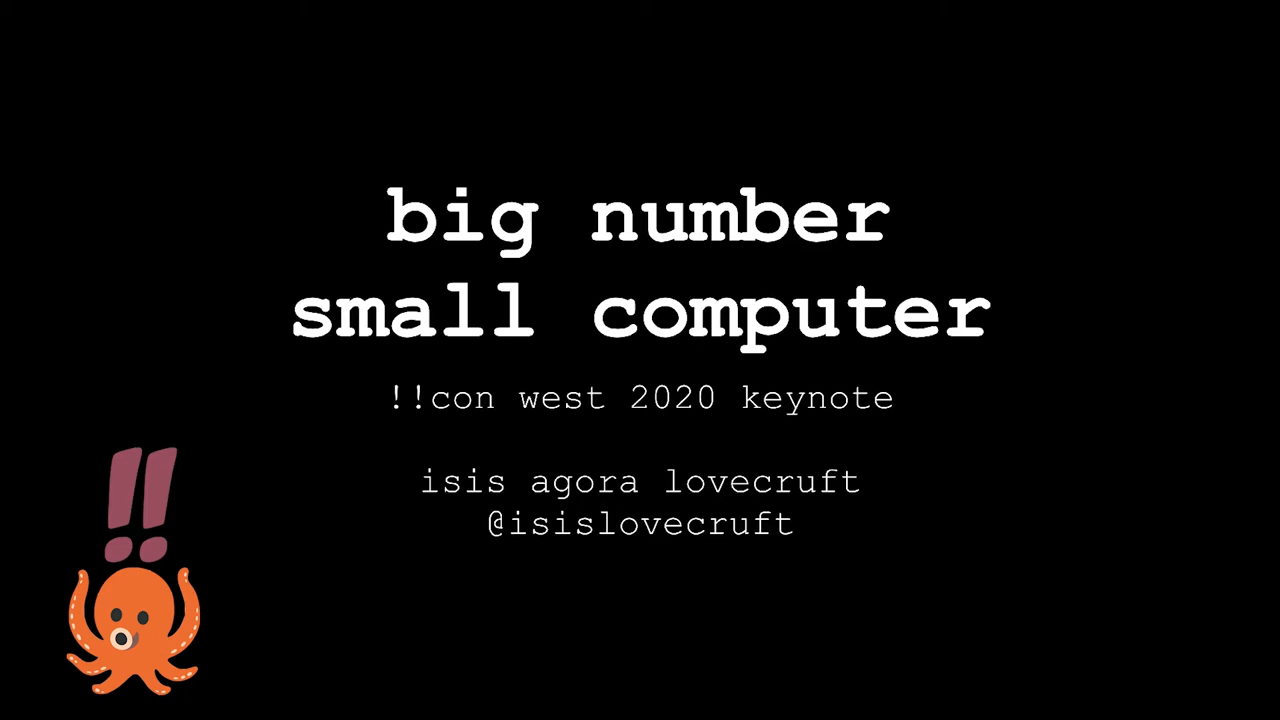 big number
small computer
!!con west 2020 keynote
isis agora lovecruft
@isislovecruft
!!